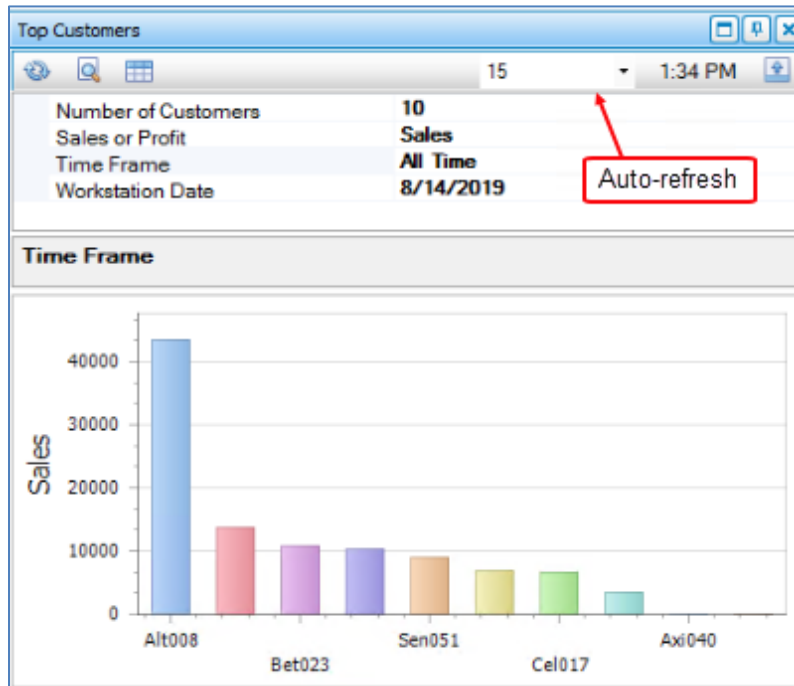 Top Customers
15 1:34 PM
Number of Customers 10
Sales or Profit Sales
Time Frame All Time
Workstation Date 8/14/2019
Auto-refresh
Time Frame
Sales
40000
30000
20000
10000
0
Alt008 Sen051 Axi040
Bet023 Cel017